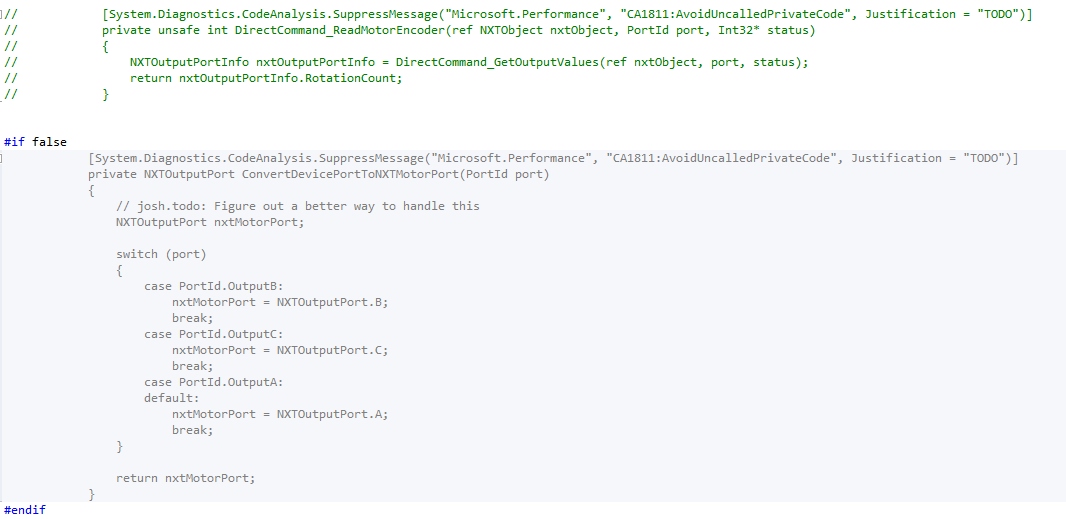 //            [System.Diagnostics.CodeAnalysis.SuppressMessage("Microsoft.Performance", "CA1811:AvoidUncalledPrivateCode", Justification = "TODO")]
//            private unsafe int DirectCommand_ReadMotorEncoder(ref NXTObject nxtObject, PortId port, Int32* status)
//            {
//                NXTOutputPortInfo nxtOutputPortInfo = DirectCommand_GetOutputValues(ref nxtObject, port, status);
//                return nxtOutputPortInfo.RotationCount;
//            }
#if false
            [System.Diagnostics.CodeAnalysis.SuppressMessage("Microsoft.Performance", "CA1811:AvoidUncalledPrivateCode", Justification = "TODO")]
            private NXTOutputPort ConvertDevicePortToNXTMotorPort(PortId port)
            {
                // josh.todo: Figure out a better way to handle this
                NXTOutputPort nxtMotorPort;
                switch (port)
                {
                    case PortId.OutputB:
                        nxtMotorPort = NXTOutputPort.B;
                        break;
                    case PortId.OutputC:
                        nxtMotorPort = NXTOutputPort.C;
                        break;
                    case PortId.OutputA:
                    default:
                        nxtMotorPort = NXTOutputPort.A;
                        break;
                }
                return nxtMotorPort;
            }
#endif